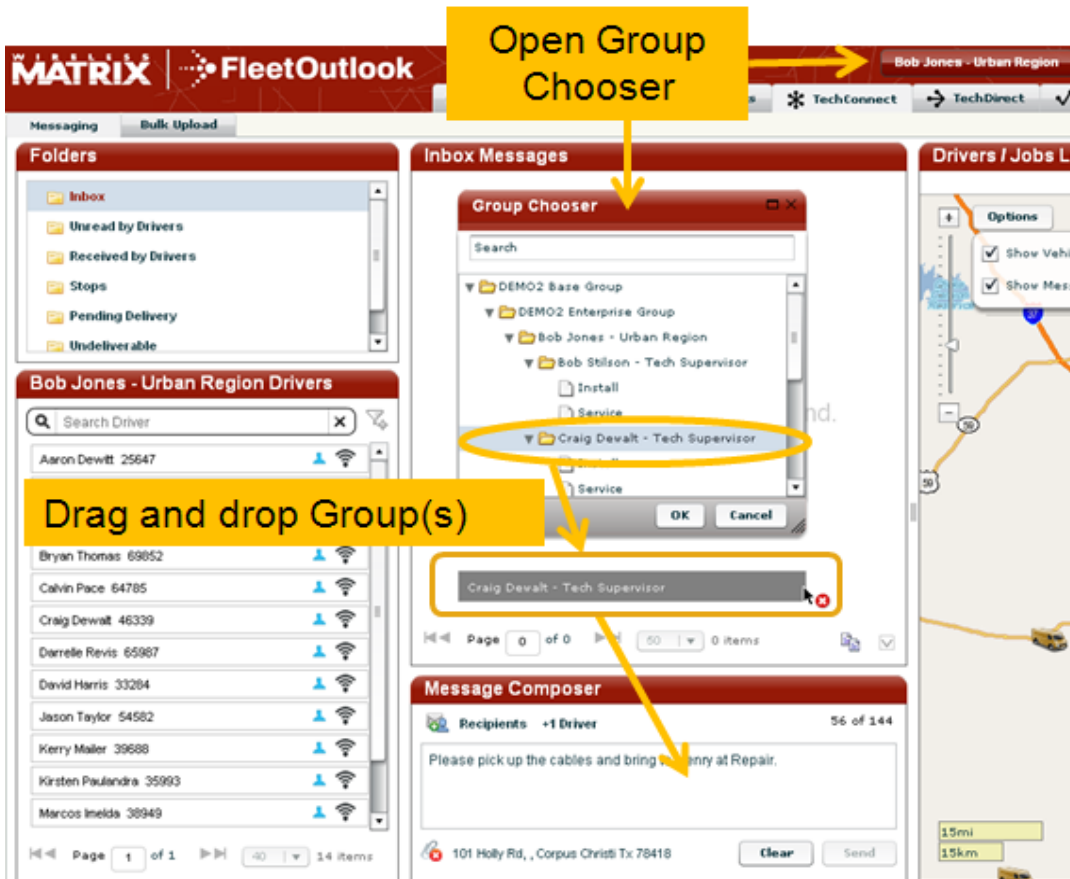 Open Group
Chooser
WIRELESS
MATRIX
FleetOutlook
Bob Jones - Urban Region
TechConnect
TechDirect
Messaging
Bulk Upload
Folders
Inbox
Unread by Drivers
Received by Drivers
Stops
Pending Delivery
Undeliverable
Bob Jones - Urban Region Drivers
Search Driver
Aaron Dewitt 25647
Drag and drop Group(s)
Bryan Thomas 69852
Calvin Pace 64785
Craig Dewalt 46339
Darrelle Revis 65987
David Harris 33284
Jason Taylor 54582
Kerry Mailer 39688
Kirsten Paulandra 35993
Marcos Imelda 38949
Page 1 of 1
40
14 items
Inbox Messages
Group Chooser
Search
DEMO2 Base Group
DEMO2 Enterprise Group
Bob Jones - Urban Region
Bob Stilson - Tech Supervisor
Install
Service
Craig Dewalt - Tech Supervisor
Install
Service
OK
Cancel
nd.
Craig Dewalt - Tech Supervisor
Page 0 of 0
50
0 items
Message Composer
Recipients +1 Driver
56 of 144
Please pick up the cables and bring enry at Repair.
101 Holly Rd, , Corpus Christi Tx 78418
Clear
Send
Drivers / Jobs L
Options
Show Vehi
Show Mes
37
59
59
15mi
15km